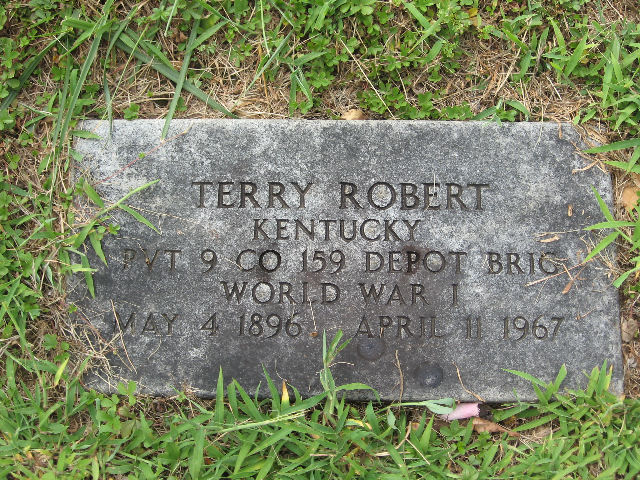 TERRY ROBERT
KENTUCKY
PVT 9 CO 159 DEPOT BRIG
WORLD WAR I
MAY 4 1896 APRIL 11 1967